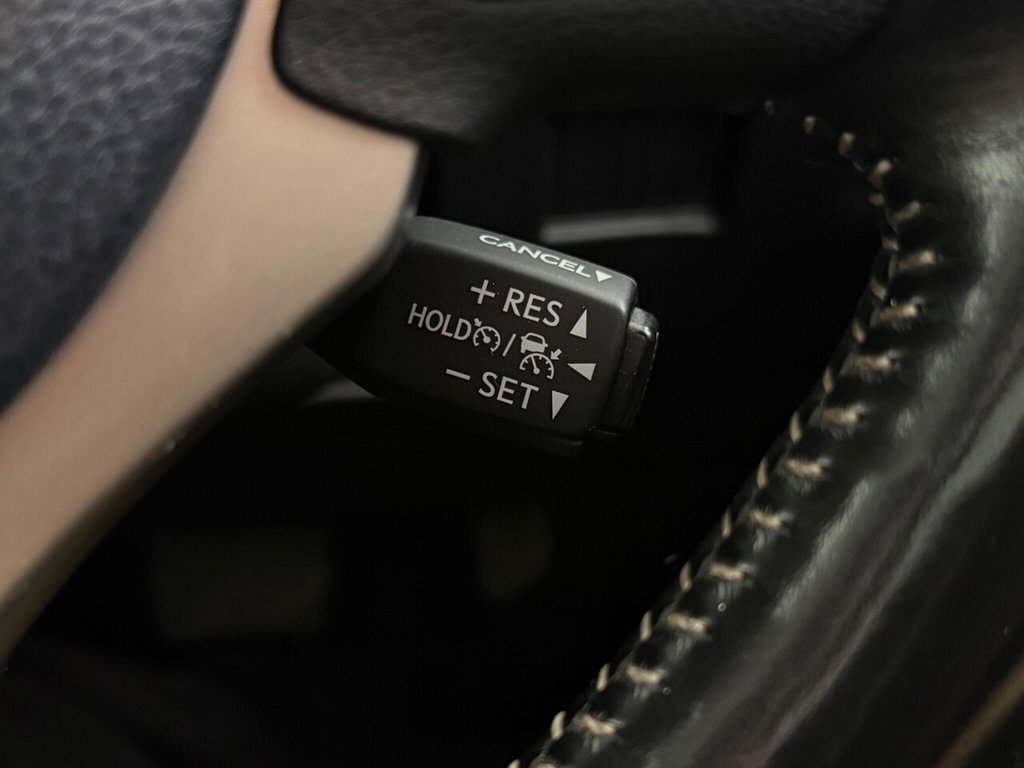 CANCEL▼
+ RES ▲
HOLD /
− SET ▼